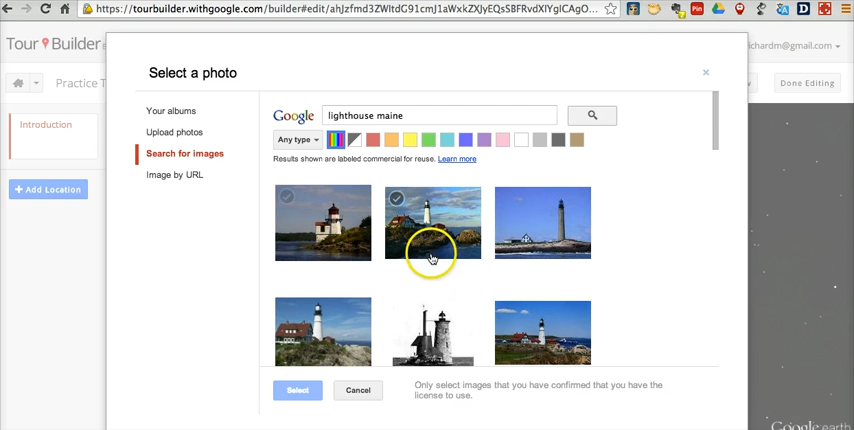 https://tourbuilder.withgoogle.com/builder#edit/ahJzfmd3ZWltdG91cmJ1aWxkZXJyEQsSBFRvdXIYgICAgO...
Tour Builder
richardm@gmail.com
Practice T
Done Editing
Introduction
+ Add Location
Select a photo
×
Your albums
Upload photos
Search for images
Image by URL
Google
lighthouse maine
Any type
Results shown are labeled commercial for reuse. Learn more
Select
Cancel
Only select images that you have confirmed that you have the
license to use.
Google earth
Pin